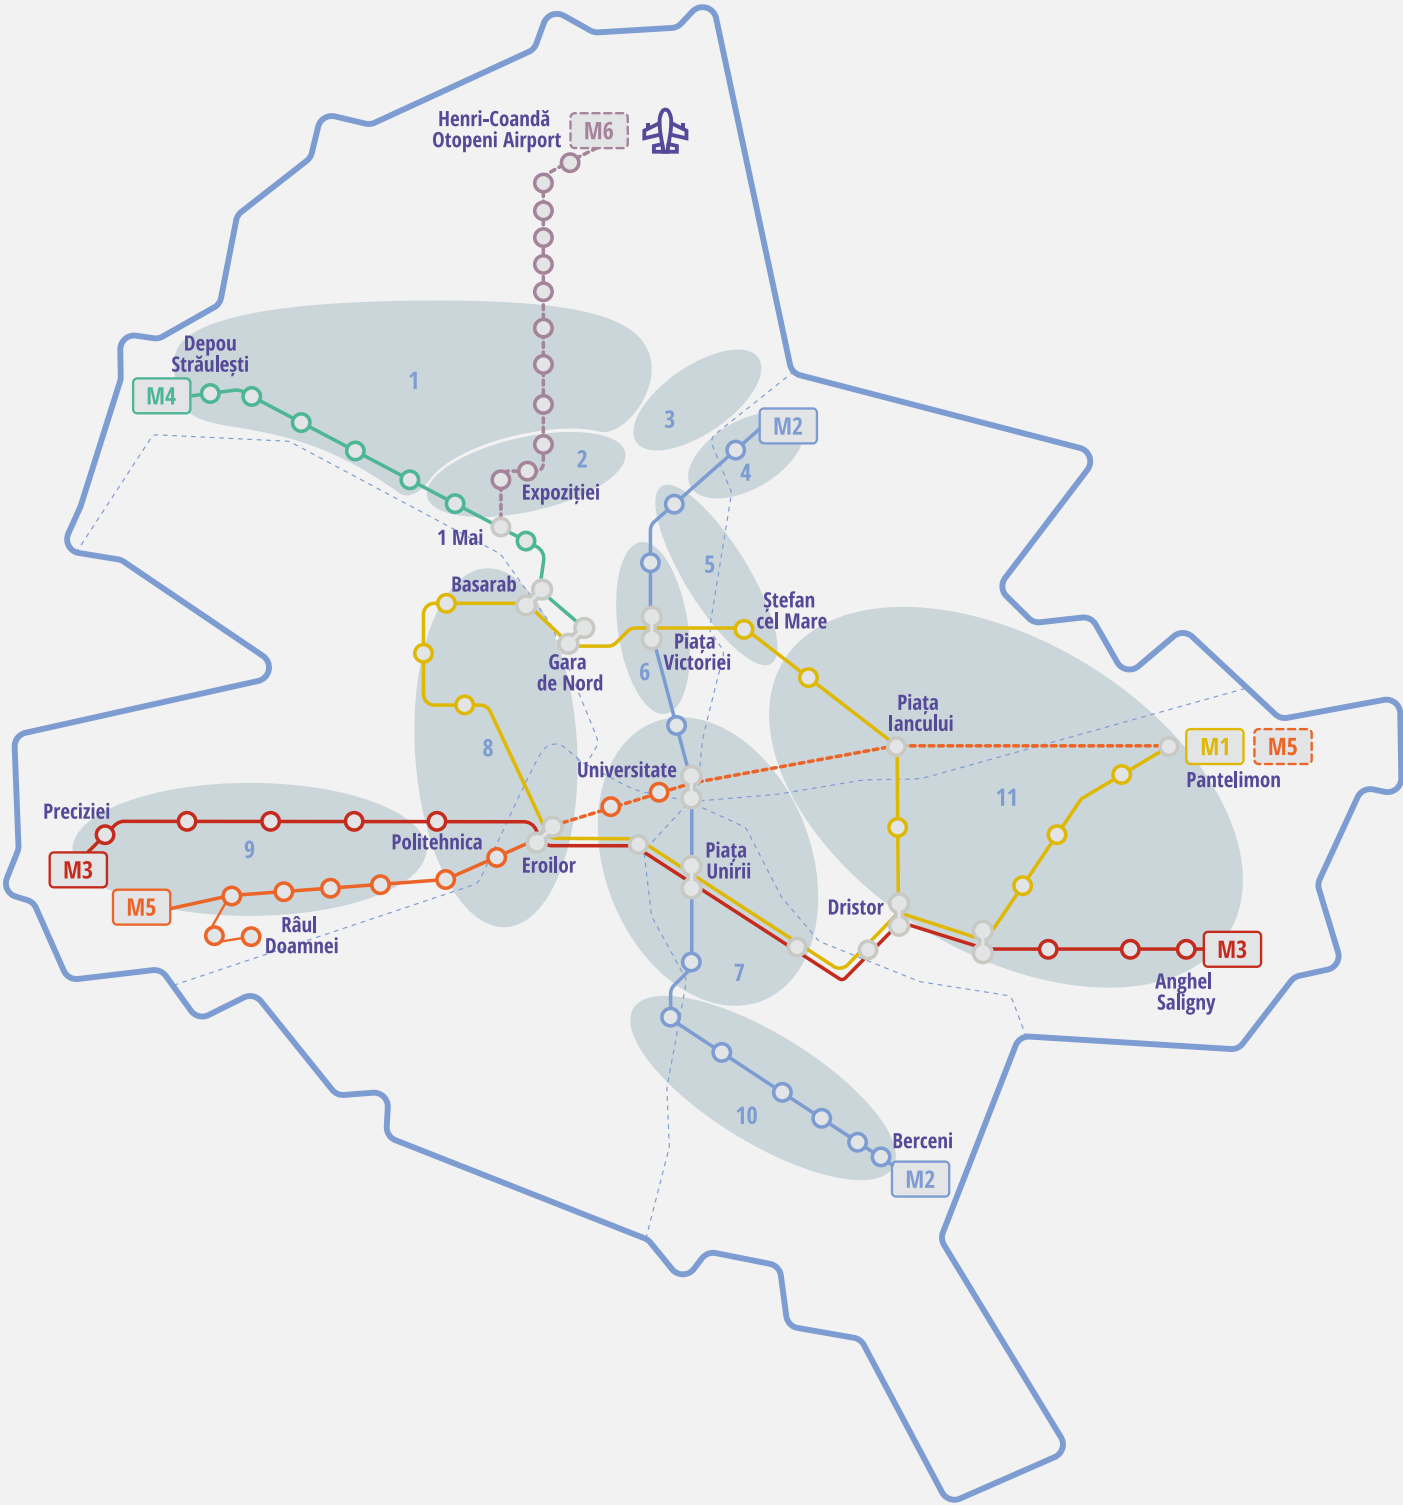 Henri-Coandă
Otopeni Airport
M6
Depou
Străulești
M4
1
3
M2
2
4
Expoziției
1 Mai
5
Basarab
Ștefan
cel Mare
Piața
Victoriei
Gara
de Nord
6
Piața
Iancului
8
M1
M5
Universitate
Pantelimon
11
Preciziei
Politehnica
9
M3
Eroilor
Piața
Unirii
M5
Dristor
Râul
Doamnei
M3
7
Anghel
Saligny
10
Berceni
M2